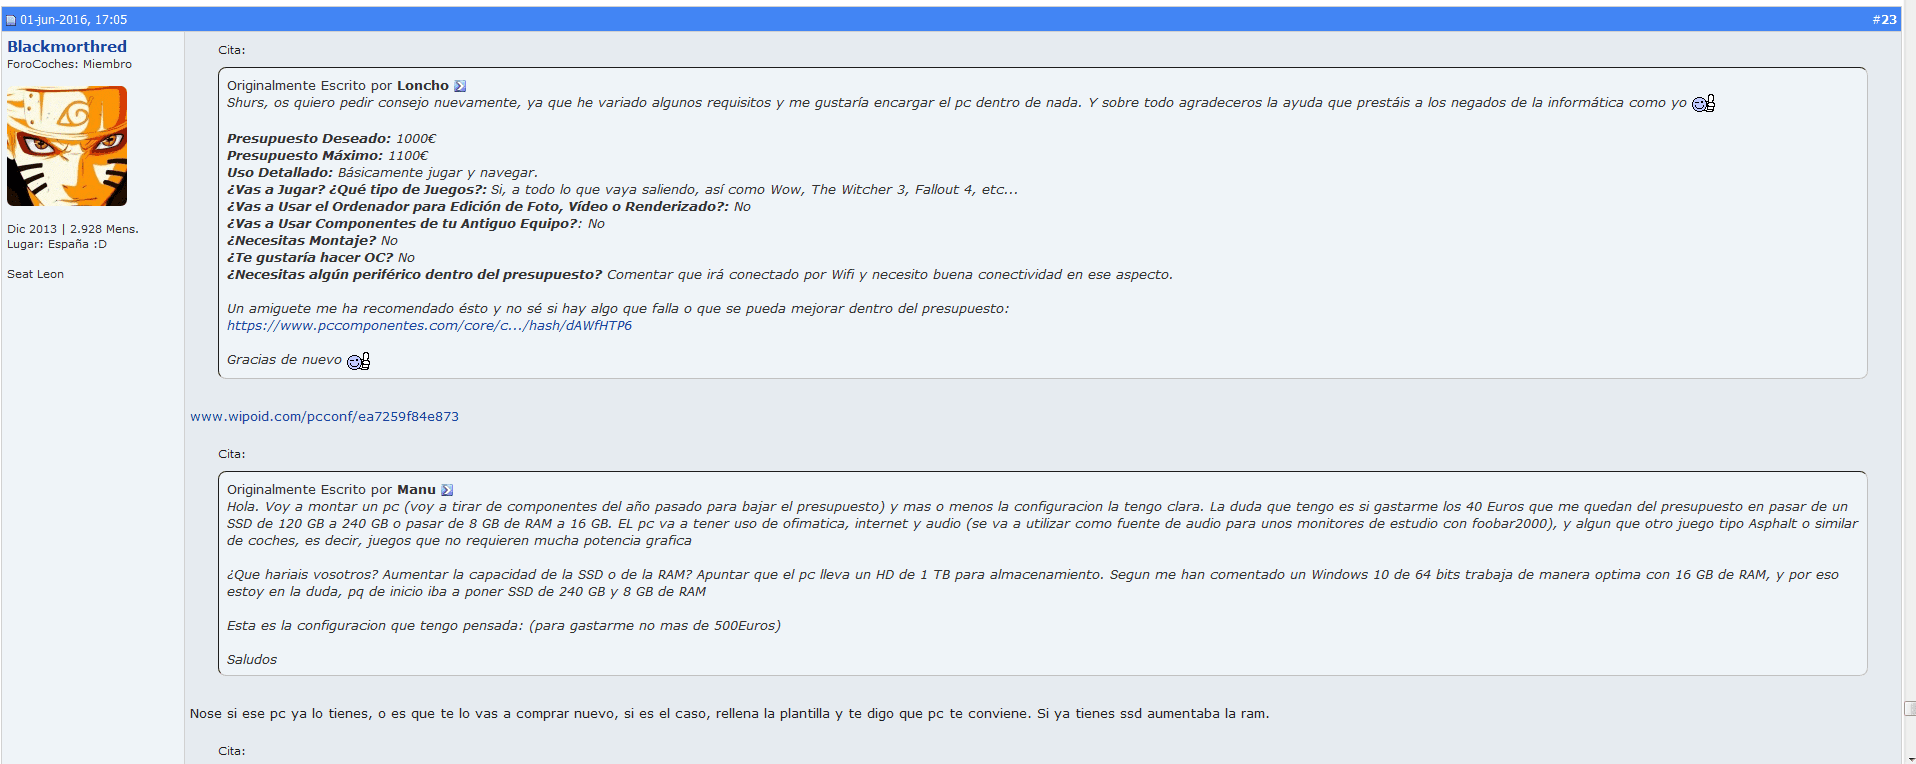 01-jun-2016, 17:05
#23
Blackmorthred
ForoCoches: Miembro
Dic 2013 | 2.928 Mens.
Lugar: España :D
Seat Leon
Cita:
Originalmente Escrito por Loncho
Shurs, os quiero pedir consejo nuevamente, ya que he variado algunos requisitos y me gustaría encargar el pc dentro de nada. Y sobre todo agradeceros la ayuda que prestáis a los negados de la informática como yo
Presupuesto Deseado: 1000€
Presupuesto Máximo: 1100€
Uso Detallado: Básicamente jugar y navegar.
¿Vas a Jugar? ¿Qué tipo de Juegos?: Si, a todo lo que vaya saliendo, así como Wow, The Witcher 3, Fallout 4, etc...
¿Vas a Usar el Ordenador para Edición de Foto, Vídeo o Renderizado?: No
¿Vas a Usar Componentes de tu Antiguo Equipo?: No
¿Necesitas Montaje? No
¿Te gustaría hacer OC? No
¿Necesitas algún periférico dentro del presupuesto? Comentar que irá conectado por Wifi y necesito buena conectividad en ese aspecto.
Un amiguete me ha recomendado ésto y no sé si hay algo que falla o que se pueda mejorar dentro del presupuesto:
https://www.pccomponentes.com/core/c.../hash/dAWfHTP6
Gracias de nuevo
www.wipoid.com/pcconf/ea7259f84e873
Cita:
Originalmente Escrito por Manu
Hola. Voy a montar un pc (voy a tirar de componentes del año pasado para bajar el presupuesto) y mas o menos la configuracion la tengo clara. La duda que tengo es si gastarme los 40 Euros que me quedan del presupuesto en pasar de un
SSD de 120 GB a 240 GB o pasar de 8 GB de RAM a 16 GB. EL pc va a tener uso de ofimatica, internet y audio (se va a utilizar como fuente de audio para unos monitores de estudio con foobar2000), y algun que otro juego tipo Asphalt o similar
de coches, es decir, juegos que no requieren mucha potencia grafica
¿Que hariais vosotros? Aumentar la capacidad de la SSD o de la RAM? Apuntar que el pc lleva un HD de 1 TB para almacenamiento. Segun me han comentado un Windows 10 de 64 bits trabaja de manera optima con 16 GB de RAM, y por eso
estoy en la duda, pq de inicio iba a poner SSD de 240 GB y 8 GB de RAM
Esta es la configuracion que tengo pensada: (para gastarme no mas de 500Euros)
Saludos
Nose si ese pc ya lo tienes, o es que te lo vas a comprar nuevo, si es el caso, rellena la plantilla y te digo que pc te conviene. Si ya tienes ssd aumentaba la ram.
Cita: